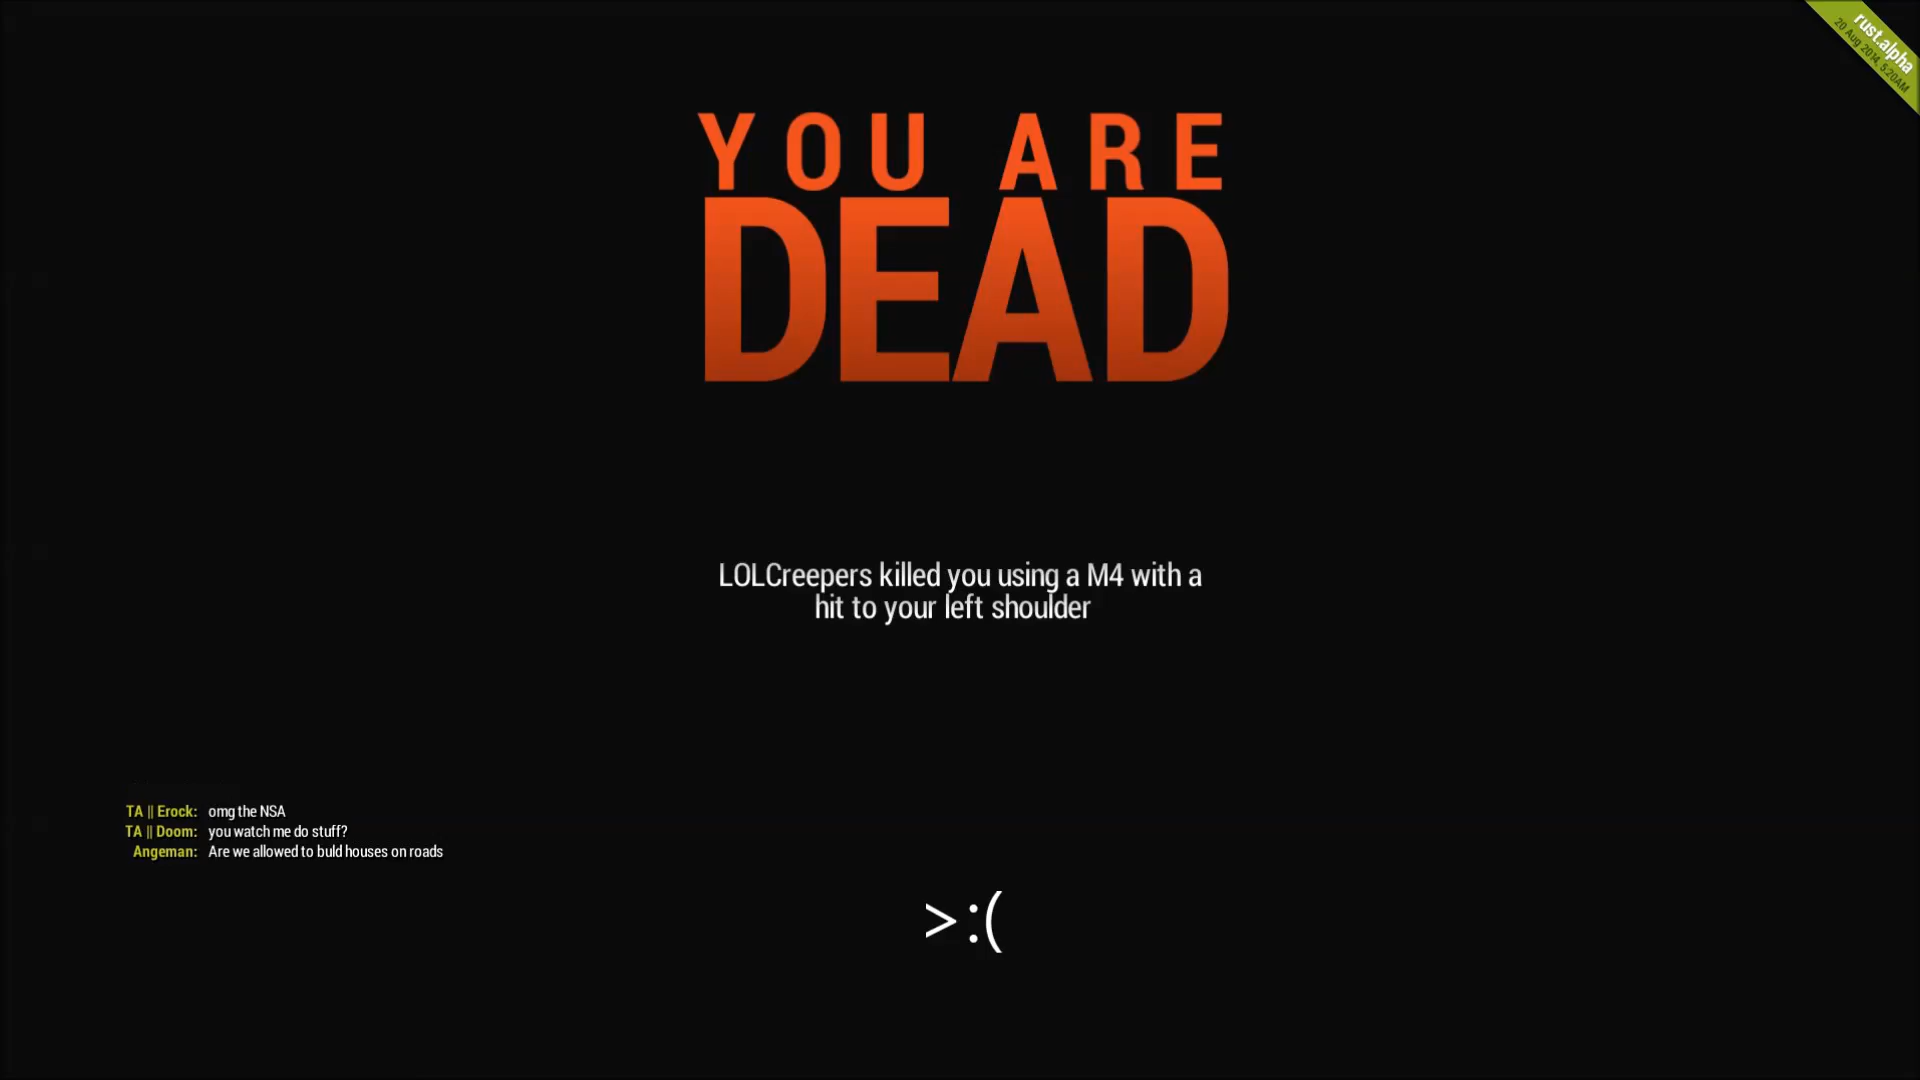 rust.alpha
20 Aug 2014, 5:20AM
YOU ARE
DEAD
LOLCreepers killed you using a M4 with a
hit to your left shoulder
TA || Erock: omg the NSA
TA || Doom: you watch me do stuff?
Angeman: Are we allowed to buld houses on roads
>:(